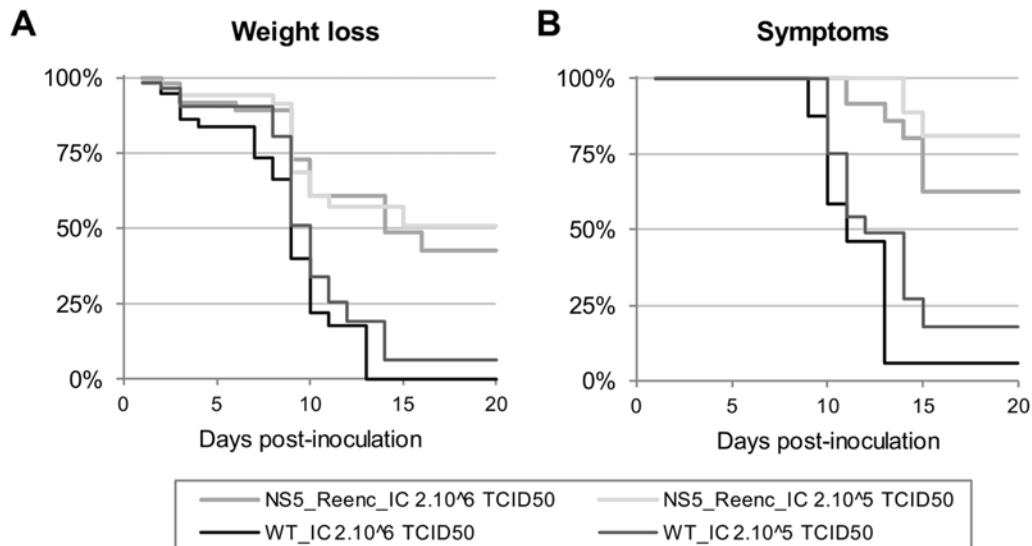 A Weight loss
100%
75%
50%
25%
0%
0 5 10 15 20
Days post-inoculation
B Symptoms
100%
75%
50%
25%
0%
0 5 10 15 20
Days post-inoculation
NS5_Reenc_IC 2.10^6 TCID50 NS5_Reenc_IC 2.10^5 TCID50
WT_IC 2.10^6 TCID50 WT_IC 2.10^5 TCID50